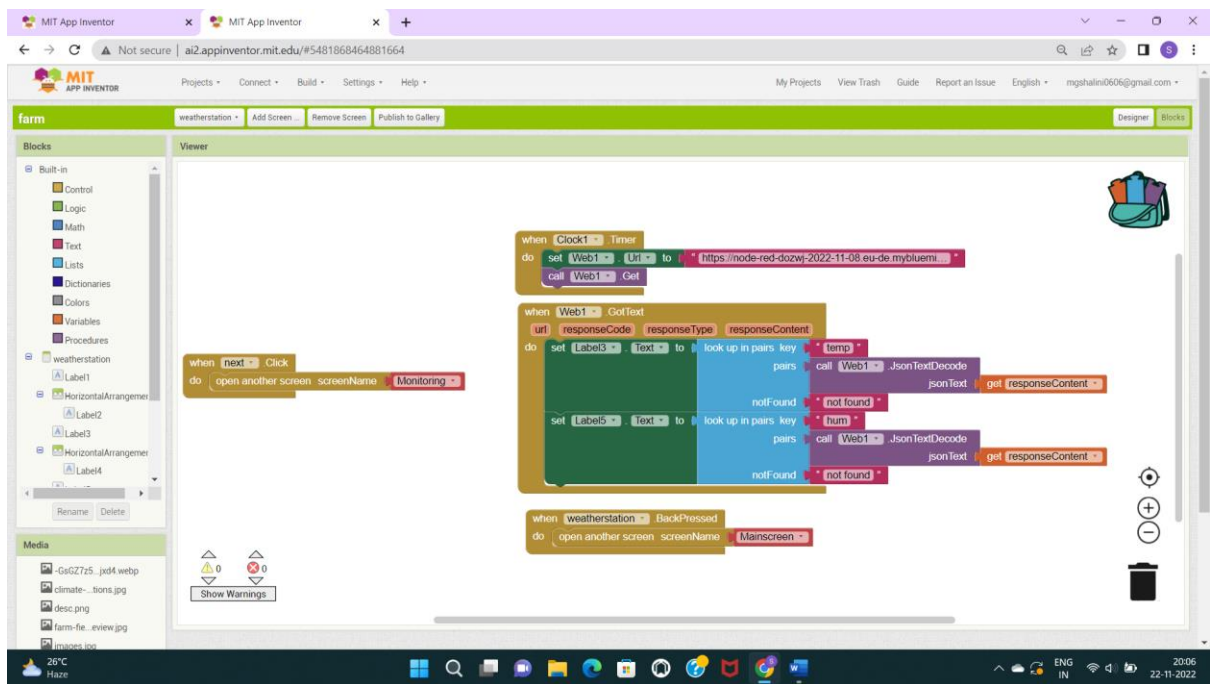 MIT App Inventor
MIT App Inventor
Not secure | ai2.appinventor.mit.edu/#5481868464881664
S
MIT
APP INVENTOR
Projects Connect Build Settings Help
My Projects View Trash Guide Report an Issue English mgshalini0606@gmail.com
farm
weatherstation Add Screen ... Remove Screen Publish to Gallery
Designer Blocks
Blocks
Viewer
Built-in
Control
Logic
Math
Text
Lists
Dictionaries
Colors
Variables
Procedures
weatherstation
Label1
HorizontalArrangemer
Label2
Label3
HorizontalArrangemer
Label4
Rename Delete
Media
-GsGZ7z5...jxd4.webp
climate-...tions.jpg
desc.png
farm-fie...eview.jpg
images.jpg
when next .Click
do open another screen screenName Monitoring
when Clock1 .Timer
do set Web1 . Url to " https://node-red-dozwj-2022-11-08.eu-de.mybluemi... "
call Web1 .Get
when Web1 .GotText
url responseCode responseType responseContent
do set Label3 . Text to look up in pairs key " temp "
pairs call Web1 .JsonTextDecode
jsonText get responseContent
notFound " not found "
set Label5 . Text to look up in pairs key " hum "
pairs call Web1 .JsonTextDecode
jsonText get responseContent
notFound " not found "
when weatherstation .BackPressed
do open another screen screenName Mainscreen
0 0
Show Warnings
26°C
Haze
ENG
IN
20:06
22-11-2022